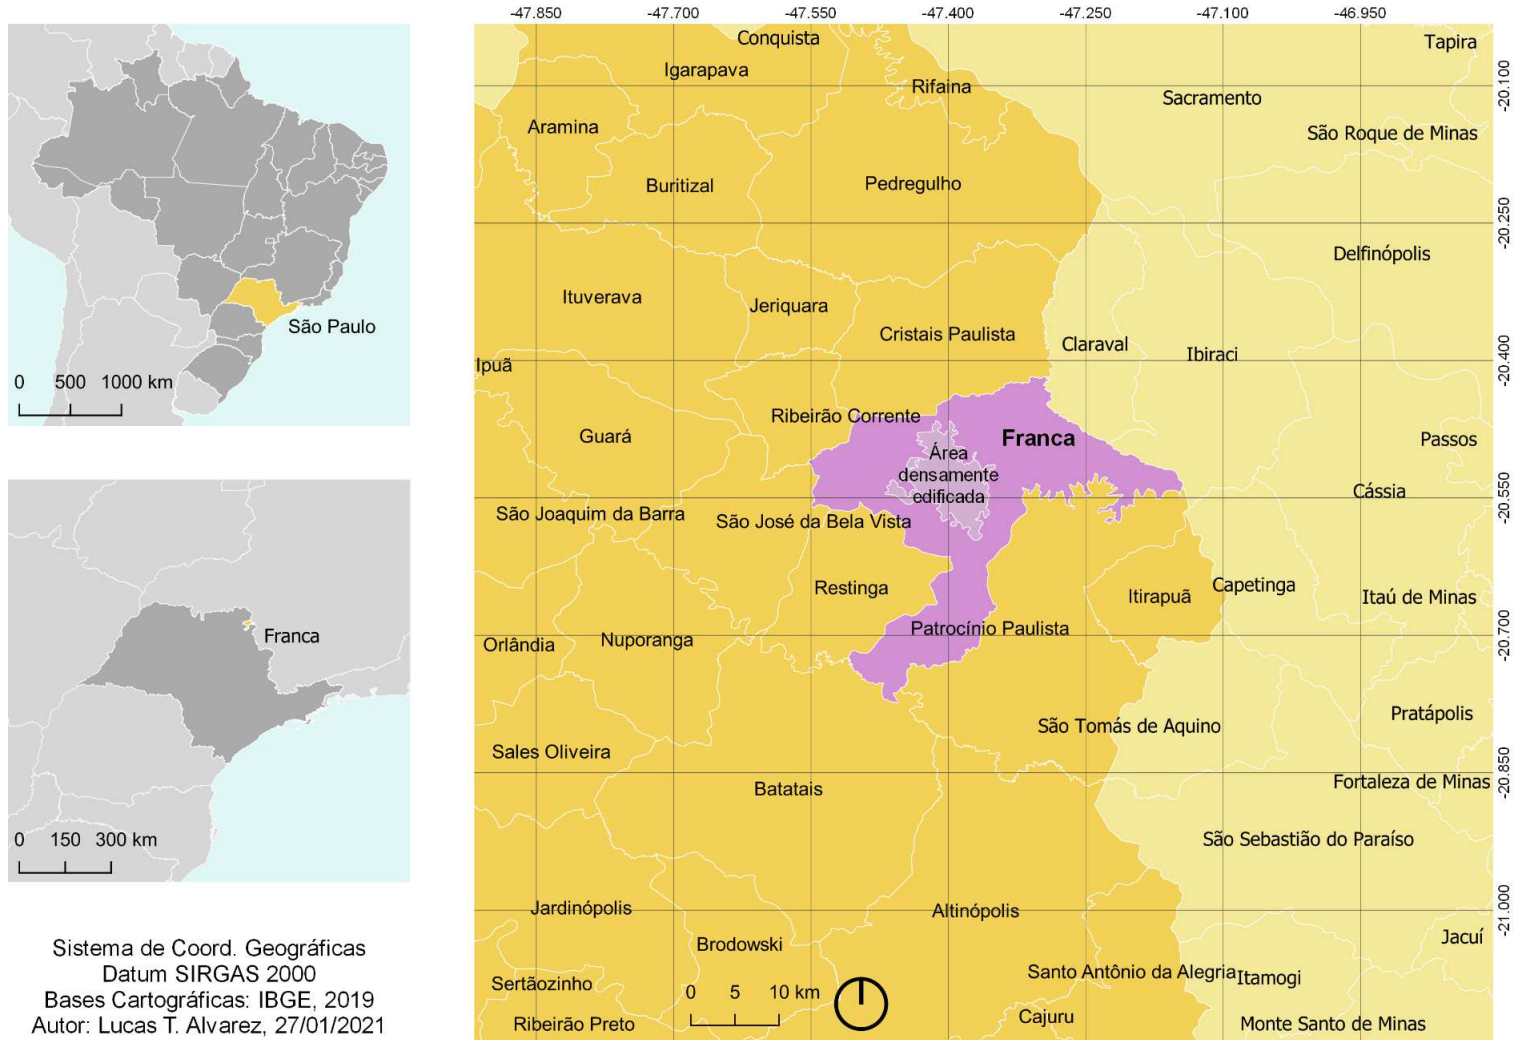 São Paulo
0 500 1000 km
Franca
0 150 300 km
Sistema de Coord. Geográficas
Datum SIRGAS 2000
Bases Cartográficas: IBGE, 2019
Autor: Lucas T. Alvarez, 27/01/2021
-47.850 -47.700 -47.550 -47.400 -47.250 -47.100 -46.950
Conquista
Tapira
Igarapava
Rifaina
-20.100
Sacramento
Aramina
São Roque de Minas
Buritizal
Pedregulho
-20.250
Delfinópolis
Ituverava
Jeriquara
Cristais Paulista
Claraval
Ibiraci
Ipuã
-20.400
Ribeirão Corrente
Guará
Franca
Passos
Área
densamente
edificada
Cássia
-20.550
São Joaquim da Barra
São José da Bela Vista
Restinga
Itirapuã
Capetinga
Itaú de Minas
Patrocínio Paulista
-20.700
Orlândia
Nuporanga
Pratápolis
São Tomás de Aquino
Sales Oliveira
Batatais
Fortaleza de Minas
-20.850
São Sebastião do Paraíso
Jardinópolis
Altinópolis
-21.000
Brodowski
Jacuí
Santo Antônio da Alegria
Itamogi
Sertãozinho
0 5 10 km
Ribeirão Preto
Cajuru
Monte Santo de Minas